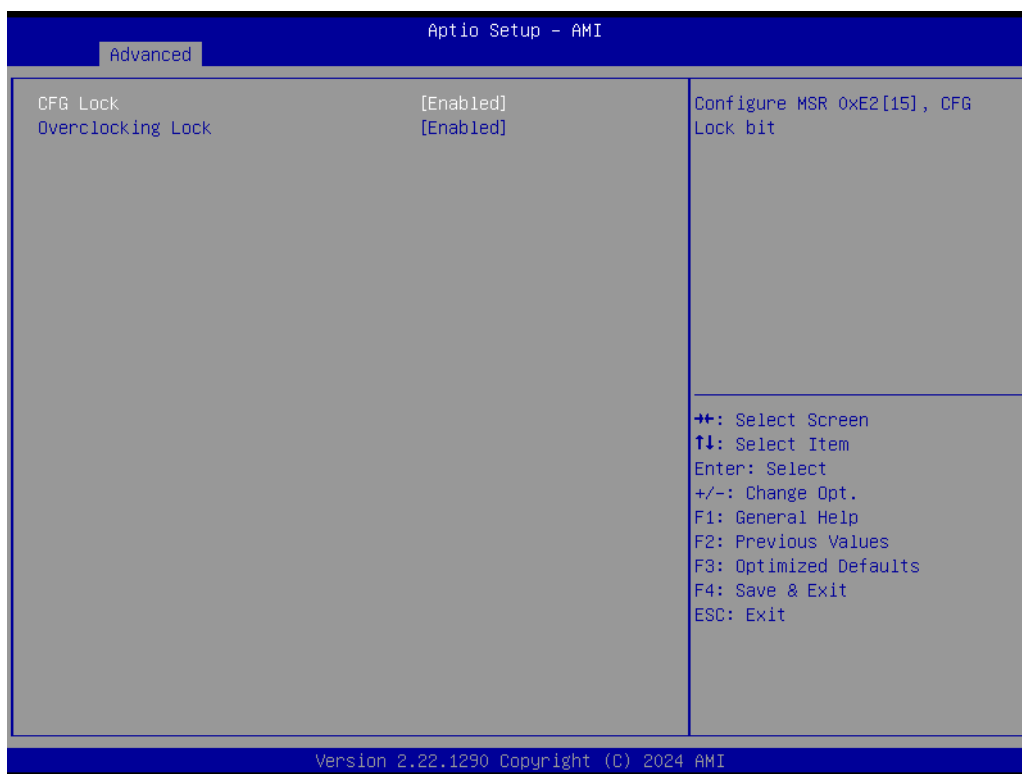 Aptio Setup - AMI
Advanced
CFG Lock [Enabled]
Overclocking Lock [Enabled]
Configure MSR 0xE2[15], CFG
Lock bit
→←: Select Screen
↑↓: Select Item
Enter: Select
+/-: Change Opt.
F1: General Help
F2: Previous Values
F3: Optimized Defaults
F4: Save & Exit
ESC: Exit
Version 2.22.1290 Copyright (C) 2024 AMI